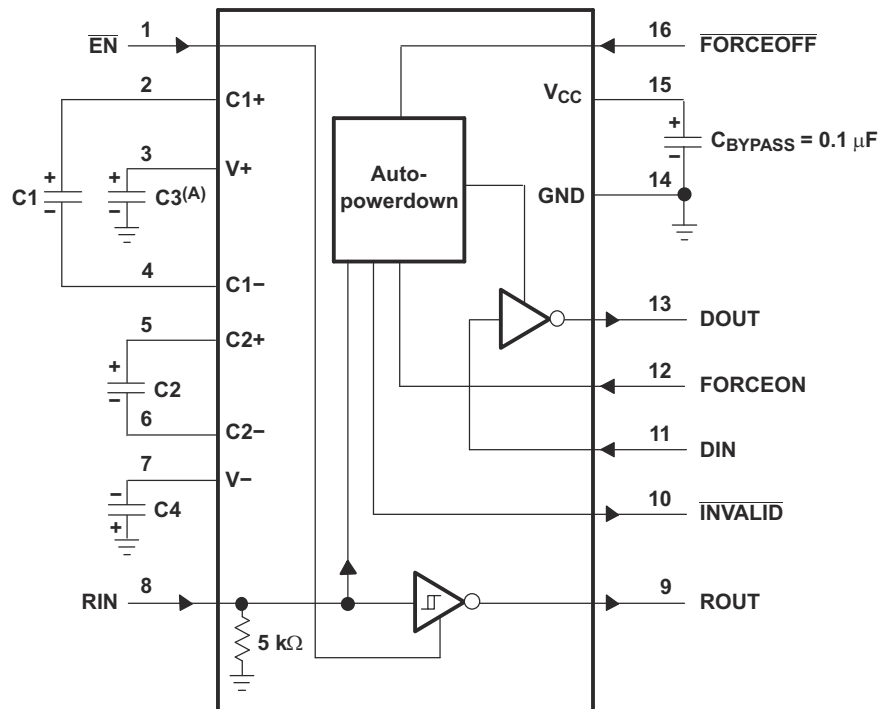 1
EN
16
FORCEOFF
2
C1+
VCC
15
+
CBYPASS = 0.1 μF
−
+
C1
−
3
V+
+
C3(A)
−
Auto-
powerdown
14
GND
4
C1−
13
DOUT
5
C2+
+
C2
−
12
FORCEON
6
C2−
11
DIN
7
V−
−
C4
+
10
INVALID
8
RIN
9
ROUT
5 kΩ